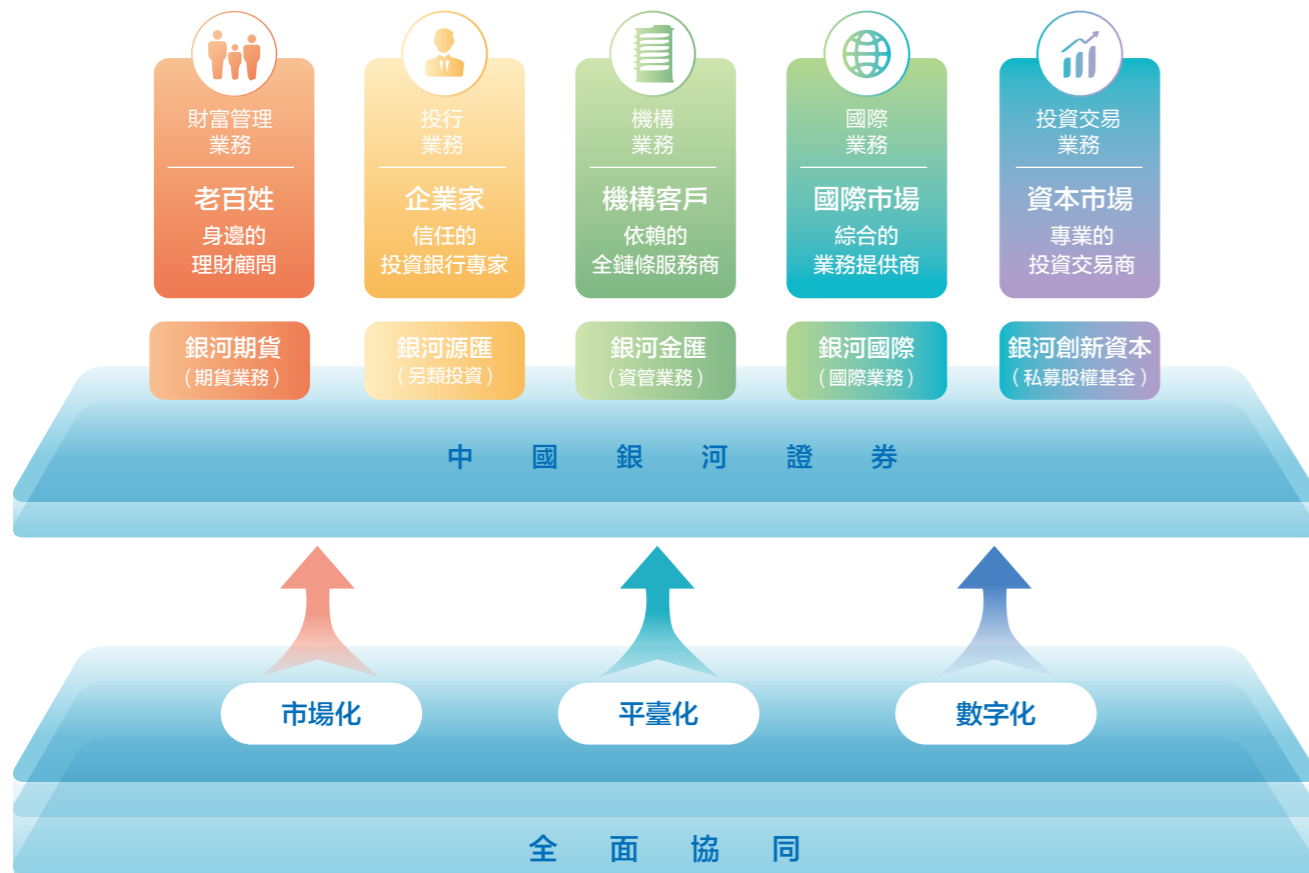 財富管理
業務
老百姓
身邊的
理財顧問
投行
業務
企業家
信任的
投資銀行專家
機構
業務
機構客戶
依賴的
全鏈條服務商
國際
業務
國際市場
綜合的
業務提供商
投資交易
業務
資本市場
專業的
投資交易商
銀河期貨
（期貨業務）
銀河源匯
（另類投資）
銀河金匯
（資管業務）
銀河國際
（國際業務）
銀河創新資本
（私募股權基金）
中國銀河證券
市場化
平臺化
數字化
全面協同